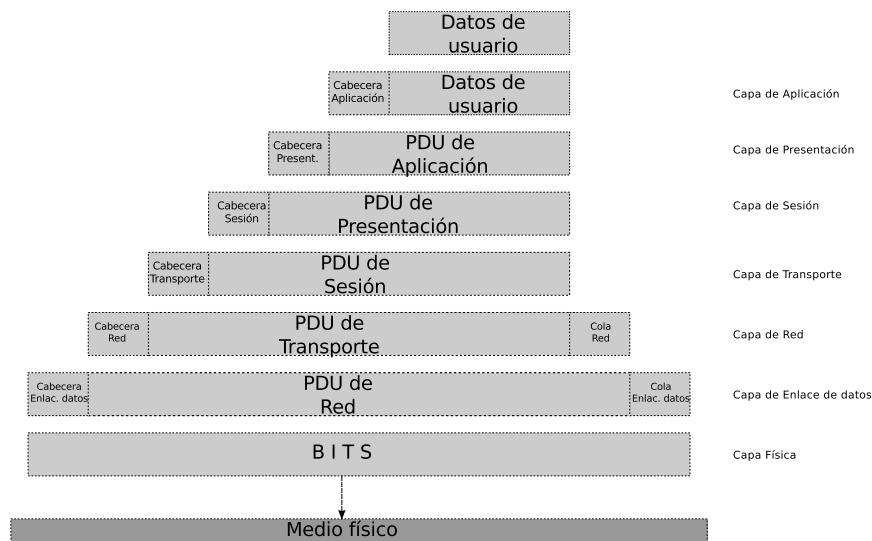 Datos de
usuario
Cabecera
Aplicación
Datos de
usuario
Capa de Aplicación
Cabecera
Present.
PDU de
Aplicación
Capa de Presentación
Cabecera
Sesión
PDU de
Presentación
Capa de Sesión
Cabecera
Transporte
PDU de
Sesión
Capa de Transporte
Cabecera
Red
PDU de
Transporte
Cola
Red
Capa de Red
Cabecera
Enlac. datos
PDU de
Red
Cola
Enlac. datos
Capa de Enlace de datos
B I T S
Capa Física
Medio físico